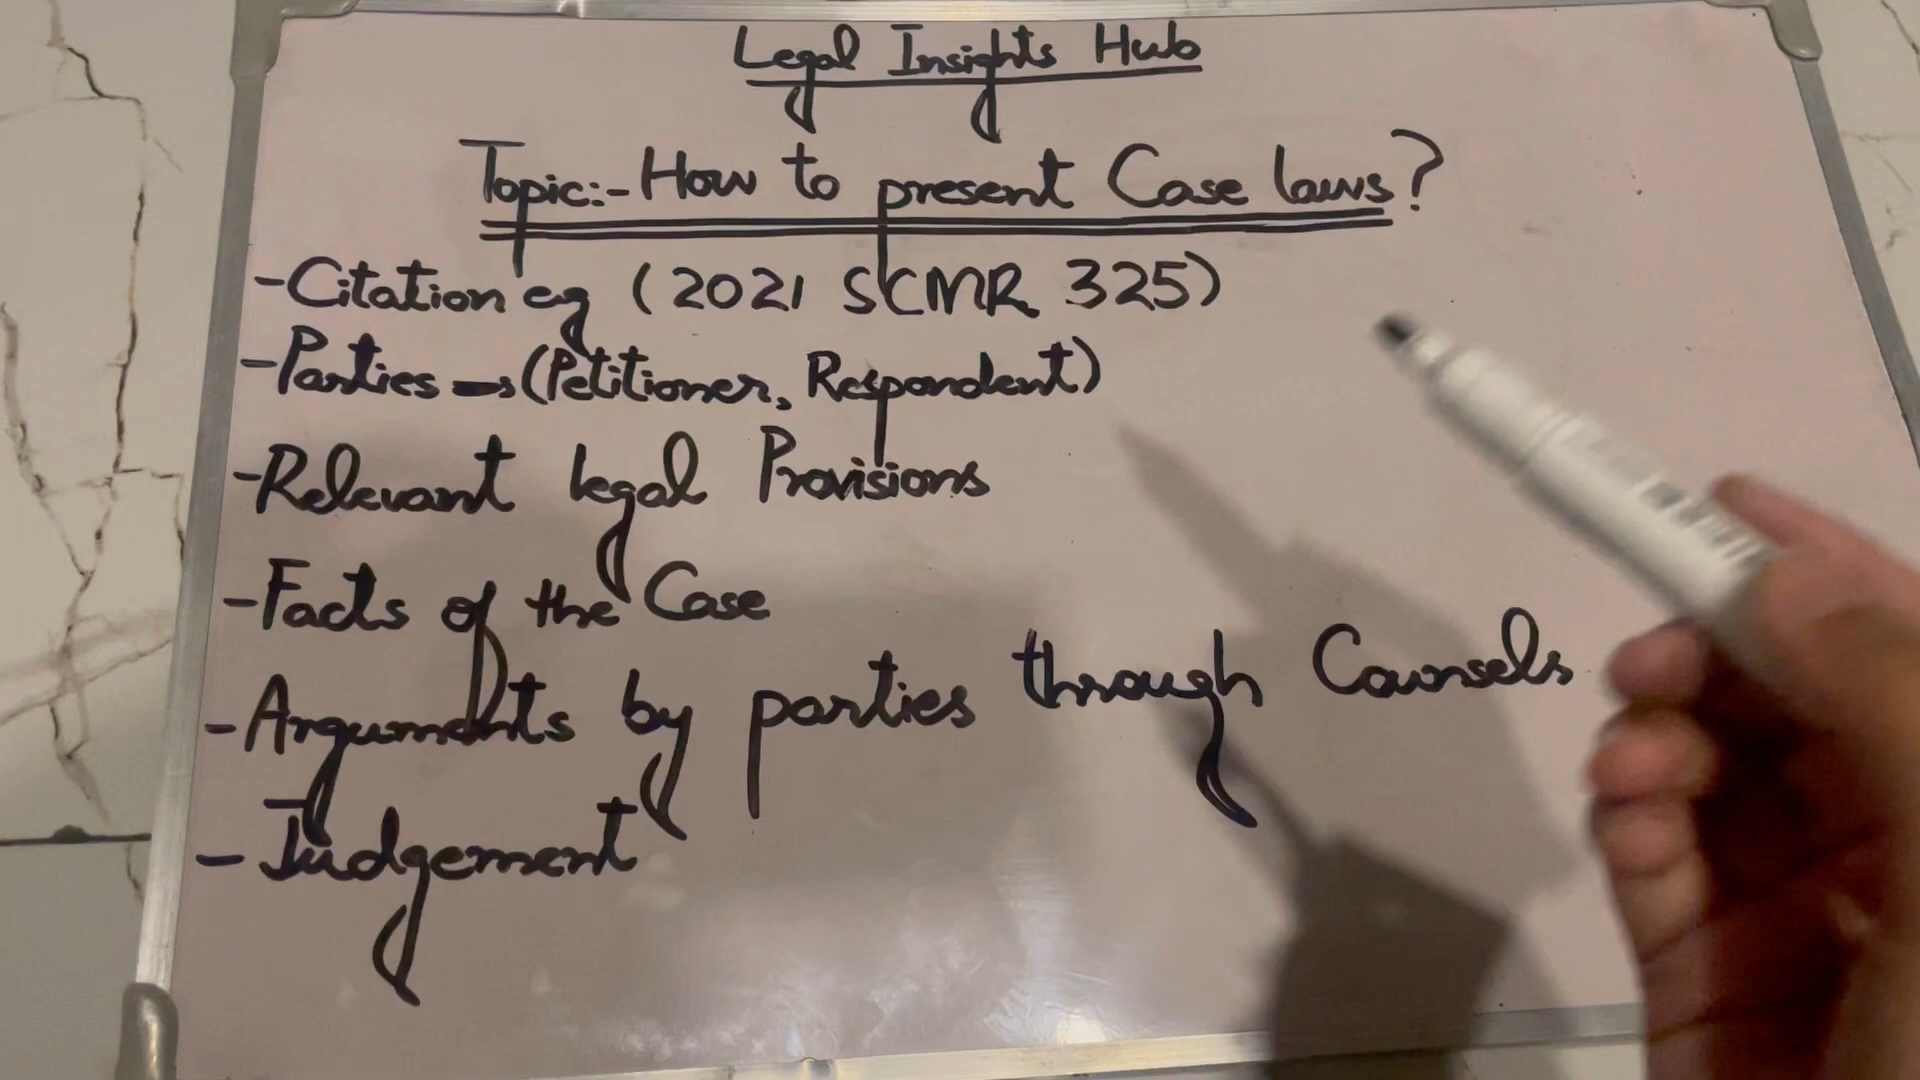 Legal Insights Hub
Topic:- How to present Case laws?
- Citation eg (2021 SCMR 325)
- Parties → (Petitioner, Respondent)
- Relevant legal Provisions
- Facts of the Case
- Arguments by parties through Counsels
- Judgement